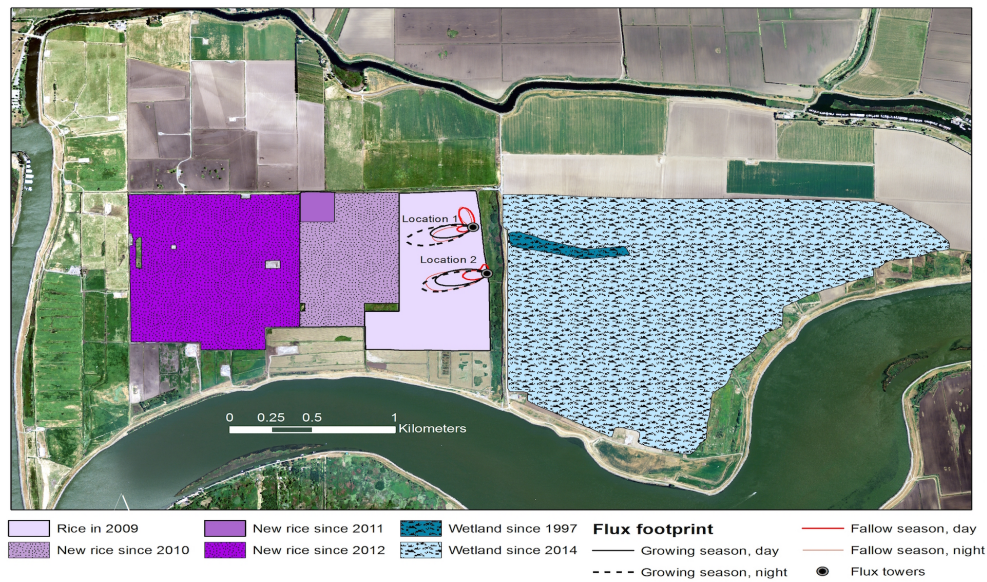 Location 1
Location 2
0 0.25 0.5 1
Kilometers
Rice in 2009
New rice since 2010
New rice since 2011
New rice since 2012
Wetland since 1997
Wetland since 2014
Flux footprint
Growing season, day
Growing season, night
Fallow season, day
Fallow season, night
Flux towers